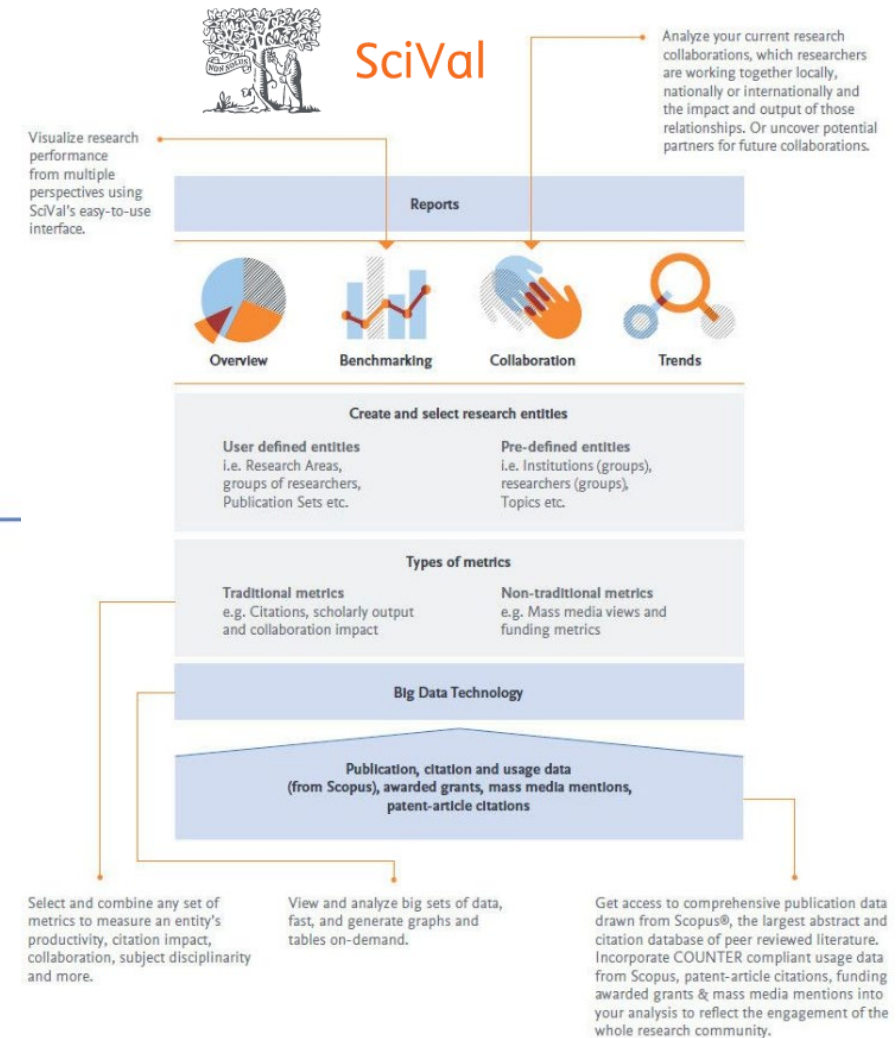 NON SOLUS
SciVal
Analyze your current research
collaborations, which researchers
are working together locally,
nationally or internationally and
the impact and output of those
relationships. Or uncover potential
partners for future collaborations.
Visualize research
performance
from multiple
perspectives using
SciVal's easy-to-use
interface.
Reports
Overview
Benchmarking
Collaboration
Trends
Create and select research entities
User defined entities
i.e. Research Areas,
groups of researchers,
Publication Sets etc.
Pre-defined entities
i.e. Institutions (groups),
researchers (groups),
Topics etc.
Types of metrics
Traditional metrics
e.g. Citations, scholarly output
and collaboration impact
Non-traditional metrics
e.g. Mass media views and
funding metrics
Big Data Technology
Publication, citation and usage data
(from Scopus), awarded grants, mass media mentions,
patent-article citations
Select and combine any set of
metrics to measure an entity's
productivity, citation impact,
collaboration, subject disciplinarity
and more.
View and analyze big sets of data,
fast, and generate graphs and
tables on-demand.
Get access to comprehensive publication data
drawn from Scopus®, the largest abstract and
citation database of peer reviewed literature.
Incorporate COUNTER compliant usage data
from Scopus, patent-article citations, funding
awarded grants & mass media mentions into
your analysis to reflect the engagement of the
whole research community.